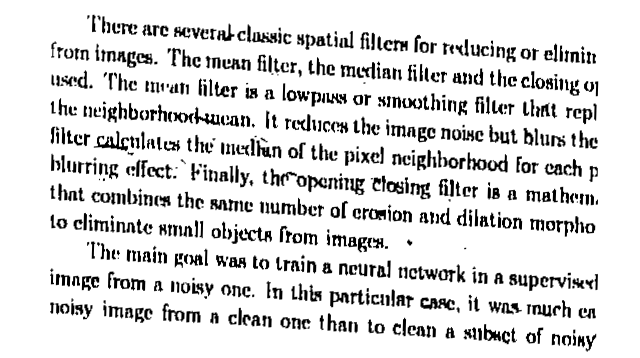 There are several classic spatial filters for reducing or elimin
from images. The mean filter, the median filter and the closing o
used. The mean filter is a lowpass or smoothing filter that repl
the neighborhood mean. It reduces the image noise but blurs the
filter calculates the median of the pixel neighborhood for each p
blurring effect. Finally, the opening closing filter is a mathem
that combines the same number of erosion and dilation morpho
to eliminate small objects from images.
The main goal was to train a neural network in a supervised
image from a noisy one. In this particular case, it was much ea
noisy image from a clean one than to clean a subset of noisy